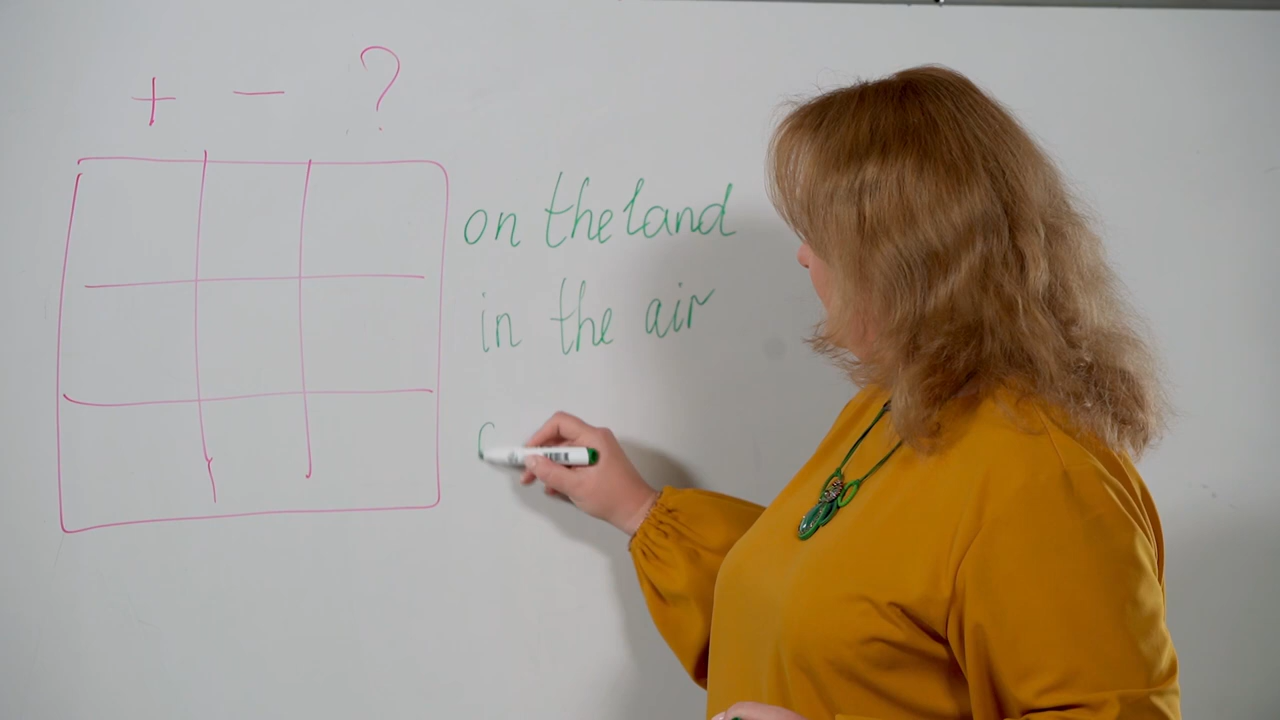 + - ?
on the land
in the air